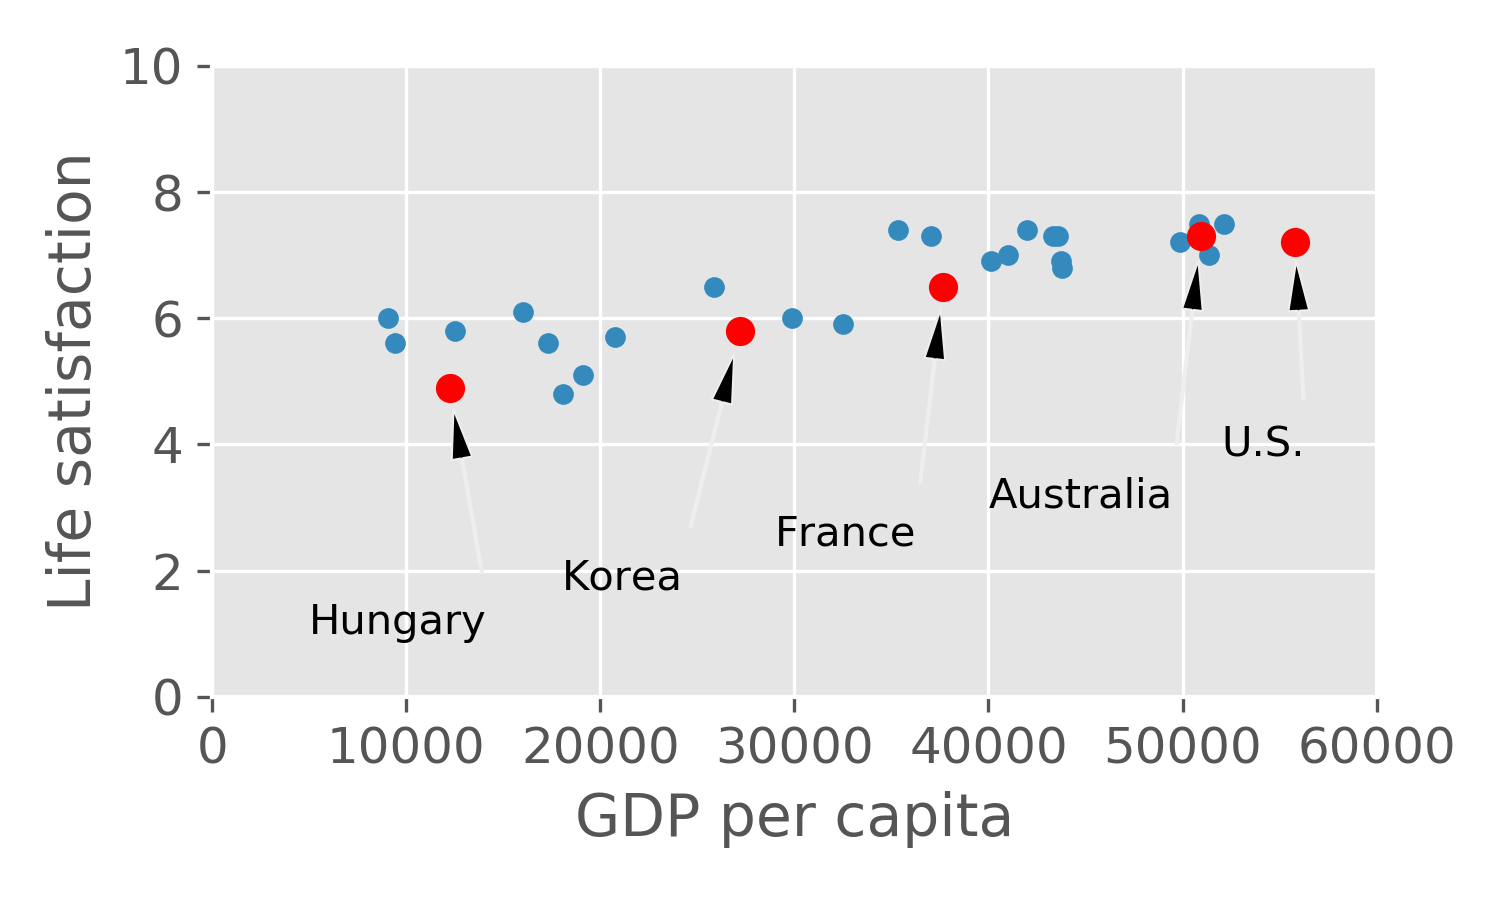 10
8
6
4
2
0
Life satisfaction
U.S.
Australia
France
Korea
Hungary
0 10000 20000 30000 40000 50000 60000
GDP per capita